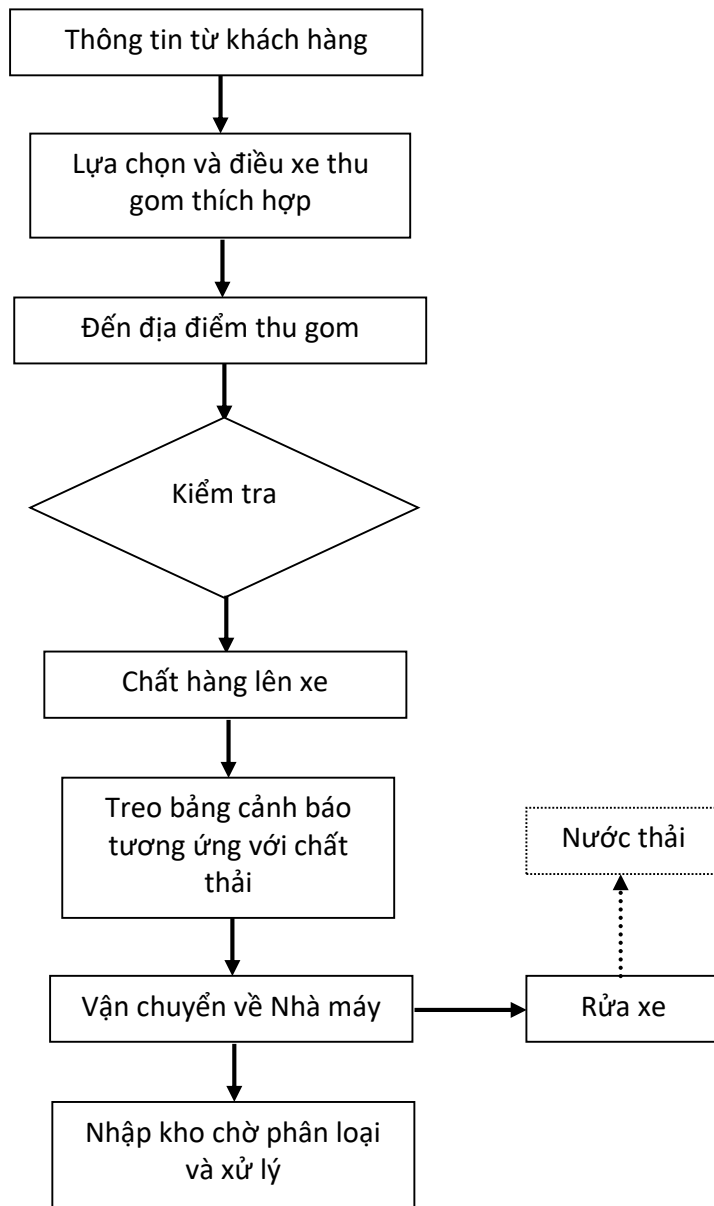 Thông tin từ khách hàng
Lựa chọn và điều xe thu
gom thích hợp
Đến địa điểm thu gom
Kiểm tra
Chất hàng lên xe
Treo bảng cảnh báo
tương ứng với chất
thải
Nước thải
Vận chuyển về Nhà máy
Rửa xe
Nhập kho chờ phân loại
và xử lý